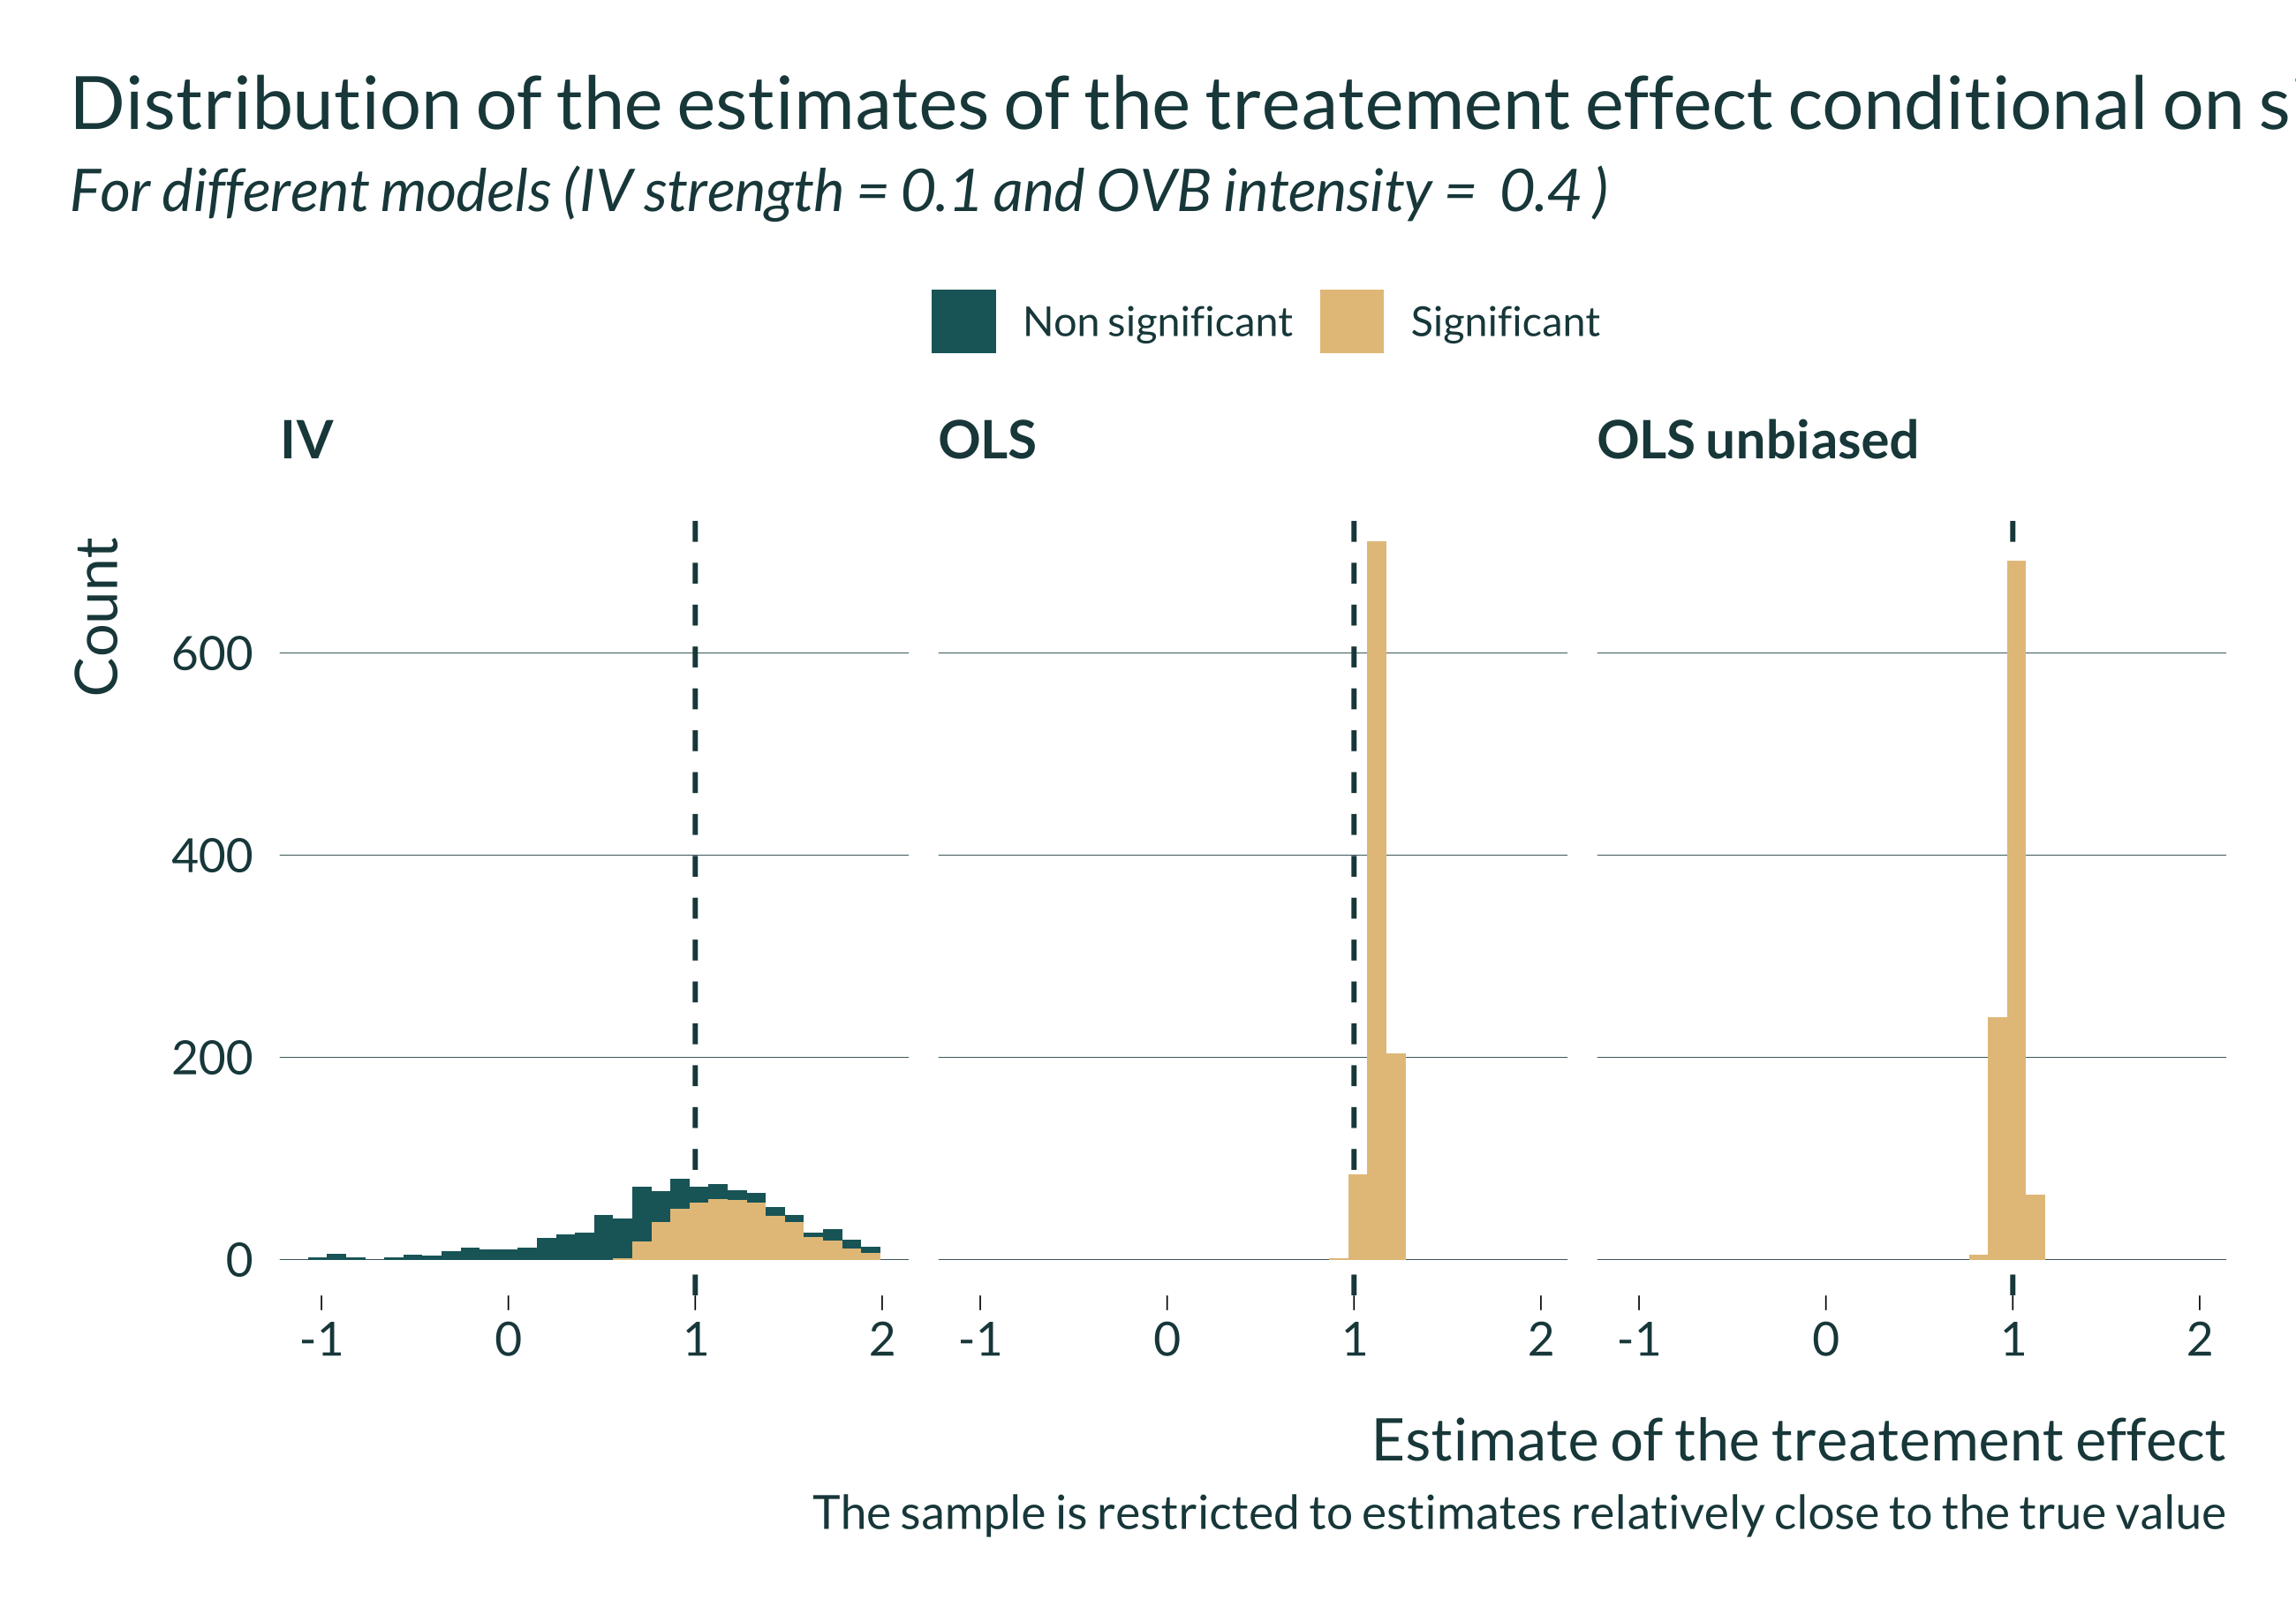 Distribution of the estimates of the treatement effect conditional on
For different models (IV strength = 0.1 and OVB intensity = 0.4 )
Non significant Significant
IV OLS OLS unbiased
Count
600
400
200
0
-1 0 1 2 -1 0 1 2 -1 0 1 2
Estimate of the treatement effect
The sample is restricted to estimates relatively close to the true value